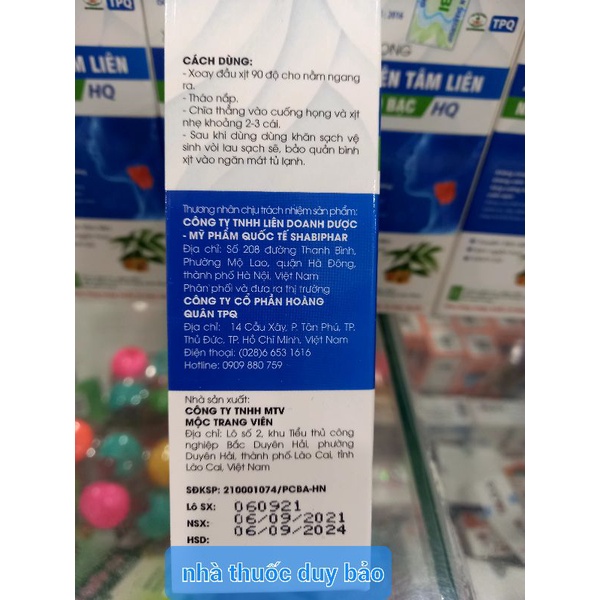 TPQ
LIÊN
HQ
CÁCH DÙNG:
- Xoay đầu xịt 90 độ cho nằm ngang
ra.
- Tháo nắp.
- Chĩa thẳng vào cuống họng và xịt
nhẹ khoảng 2-3 cái.
- Sau khi dùng dùng khăn sạch vệ
sinh vòi lau sạch sẽ, bảo quản bình
xịt vào ngăn mát tủ lạnh.
Thương nhân chịu trách nhiệm sản phẩm:
CÔNG TY TNHH LIÊN DOANH DƯỢC
- MỸ PHẨM QUỐC TẾ SHABIPHAR
Địa chỉ: Số 208 đường Thanh Bình,
Phường Mộ Lao, quận Hà Đông,
thành phố Hà Nội, Việt Nam
Phân phối và đưa ra thị trường
CÔNG TY CỔ PHẦN HOÀNG
QUÂN TPQ
Địa chỉ: 14 Cầu Xây, P. Tân Phú, TP.
Thủ Đức, TP. Hồ Chí Minh, Việt Nam
Điện thoại: (028)6 653 1616
Hotline: 0909 880 759
Nhà sản xuất:
CÔNG TY TNHH MTV
MỘC TRANG VIÊN
Địa chỉ: Lô số 2, khu Tiểu thủ công
nghiệp Bắc Duyên Hải, phường
Duyên Hải, thành phố Lào Cai, tỉnh
Lào Cai, Việt Nam
SĐKSP: 210001074/PCBA-HN
Lô SX: 060921
NSX: 06/09/2021
HSD: 06/09/2024
TPQ
TÂM LIÊN
BẠC HQ
nhà thuốc duy bảo